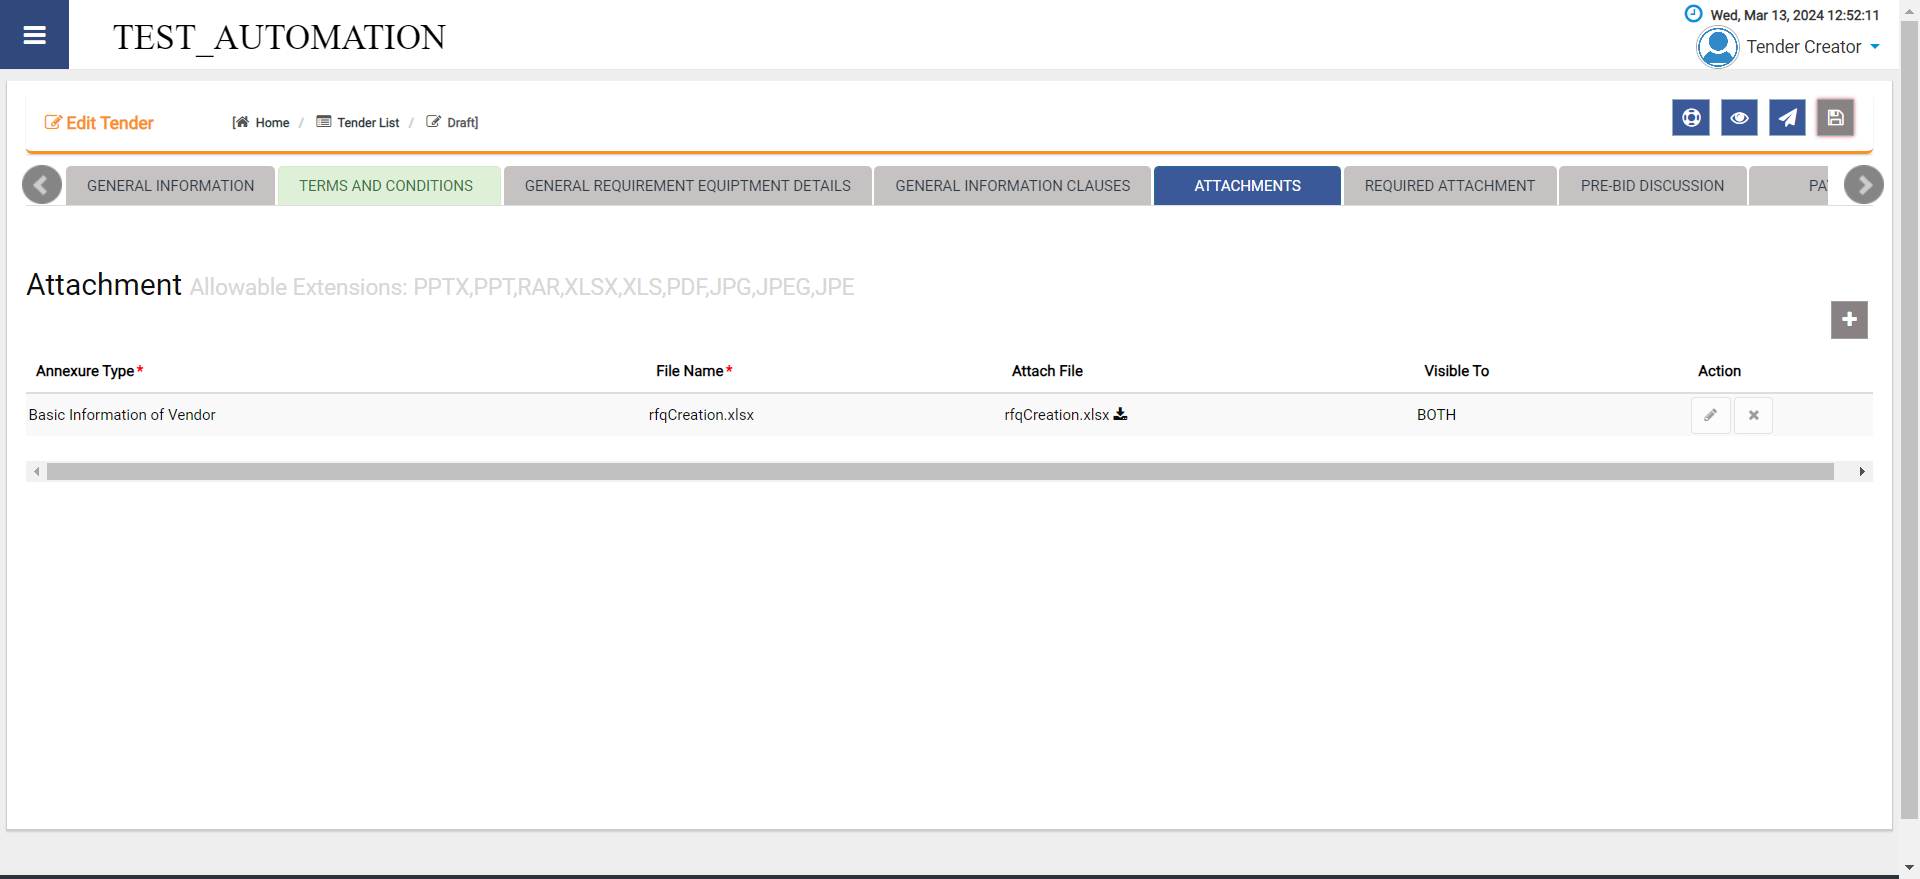 TEST_AUTOMATION
Wed, Mar 13, 2024 12:52:11
Tender Creator
Edit Tender
[ Home / Tender List / Draft]
GENERAL INFORMATION
TERMS AND CONDITIONS
GENERAL REQUIREMENT EQUIPTMENT DETAILS
GENERAL INFORMATION CLAUSES
ATTACHMENTS
REQUIRED ATTACHMENT
PRE-BID DISCUSSION
Attachment Allowable Extensions: PPTX,PPT,RAR,XLSX,XLS,PDF,JPG,JPEG,JPE
Annexure Type* File Name* Attach File Visible To Action
Basic Information of Vendor rfqCreation.xlsx rfqCreation.xlsx BOTH